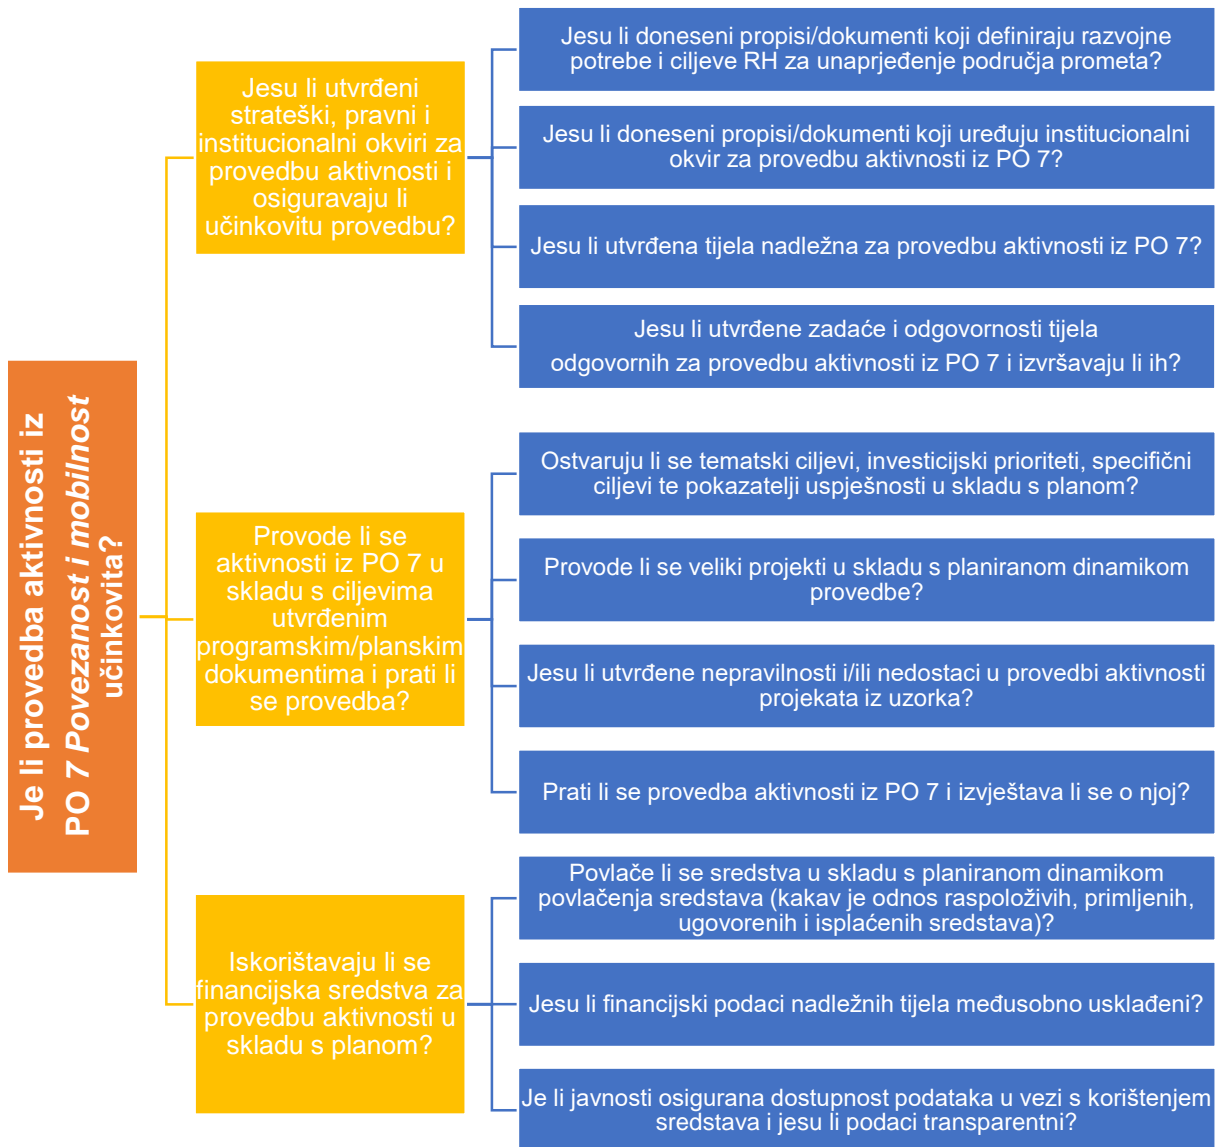 Je li provedba aktivnosti iz
PO 7 Povezanost i mobilnost
učinkovita?
Jesu li utvrđeni
strateški, pravni i
institucionalni okviri za
provedbu aktivnosti i
osiguravaju li
učinkovitu provedbu?
Jesu li doneseni propisi/dokumenti koji definiraju razvojne
potrebe i ciljeve RH za unaprjeđenje područja prometa?
Jesu li doneseni propisi/dokumenti koji uređuju institucionalni
okvir za provedbu aktivnosti iz PO 7?
Jesu li utvrđena tijela nadležna za provedbu aktivnosti iz PO 7?
Jesu li utvrđene zadaće i odgovornosti tijela
odgovornih za provedbu aktivnosti iz PO 7 i izvršavaju li ih?
Provode li se
aktivnosti iz PO 7 u
skladu s ciljevima
utvrđenim
programskim/planskim
dokumentima i prati li
se provedba?
Ostvaruju li se tematski ciljevi, investicijski prioriteti, specifični
ciljevi te pokazatelji uspješnosti u skladu s planom?
Provode li se veliki projekti u skladu s planiranom dinamikom
provedbe?
Jesu li utvrđene nepravilnosti i/ili nedostaci u provedbi aktivnosti
projekata iz uzorka?
Prati li se provedba aktivnosti iz PO 7 i izvještava li se o njoj?
Iskorištavaju li se
financijska sredstva za
provedbu aktivnosti u
skladu s planom?
Povlače li se sredstva u skladu s planiranom dinamikom
povlačenja sredstava (kakav je odnos raspoloživih, primljenih,
ugovorenih i isplaćenih sredstava)?
Jesu li financijski podaci nadležnih tijela međusobno usklađeni?
Je li javnosti osigurana dostupnost podataka u vezi s korištenjem
sredstava i jesu li podaci transparentni?